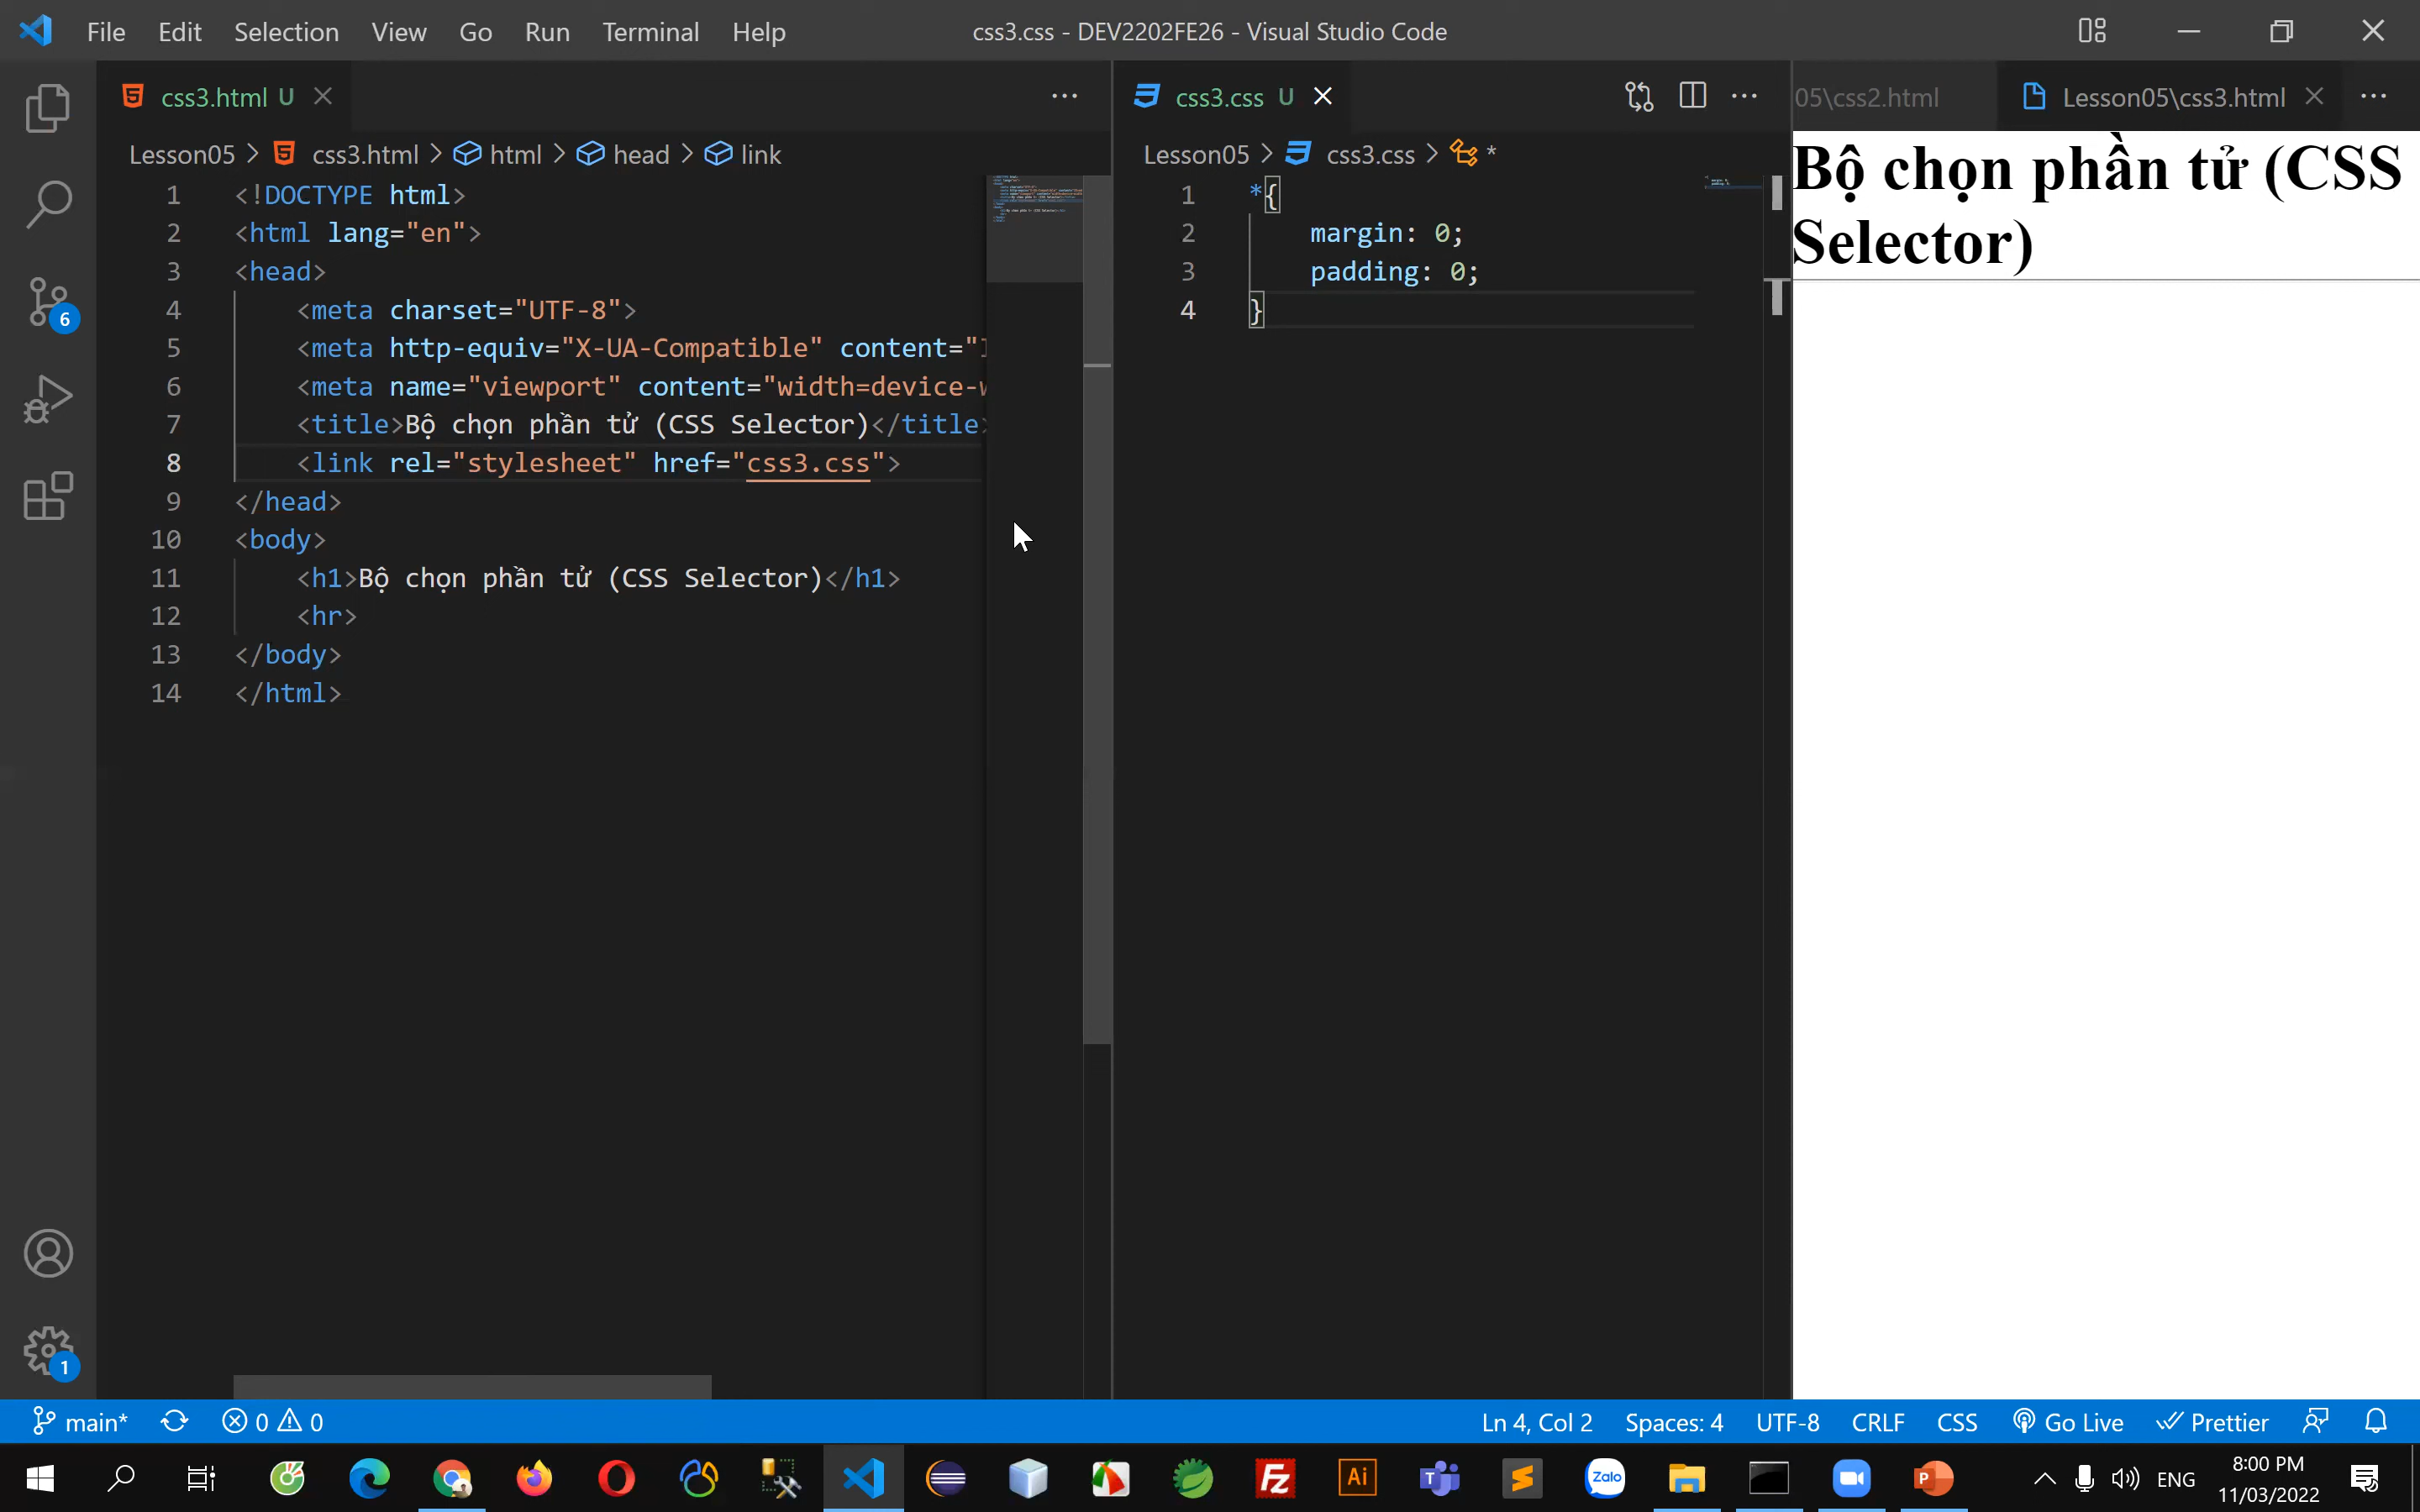 File Edit Selection View Go Run Terminal Help
css3.css - DEV2202FE26 - Visual Studio Code
css3.html U
Lesson05 > css3.html > html > head > link
1 <!DOCTYPE html>
2 <html lang="en">
3 <head>
4 <meta charset="UTF-8">
5 <meta http-equiv="X-UA-Compatible" content="I
6 <meta name="viewport" content="width=device-w
7 <title>Bộ chọn phần tử (CSS Selector)</title>
8 <link rel="stylesheet" href="css3.css">
9 </head>
10 <body>
11 <h1>Bộ chọn phần tử (CSS Selector)</h1>
12 <hr>
13 </body>
14 </html>
css3.css U
Lesson05 > css3.css > *
1 *{
2 margin: 0;
3 padding: 0;
4 }
05\css2.html
Lesson05\css3.html
Bộ chọn phần tử (CSS
Selector)
6
1
main* 0 0
Ln 4, Col 2 Spaces: 4 UTF-8 CRLF CSS Go Live Prettier
Fz
Ai
T
Zalo
P
ENG
8:00 PM
11/03/2022